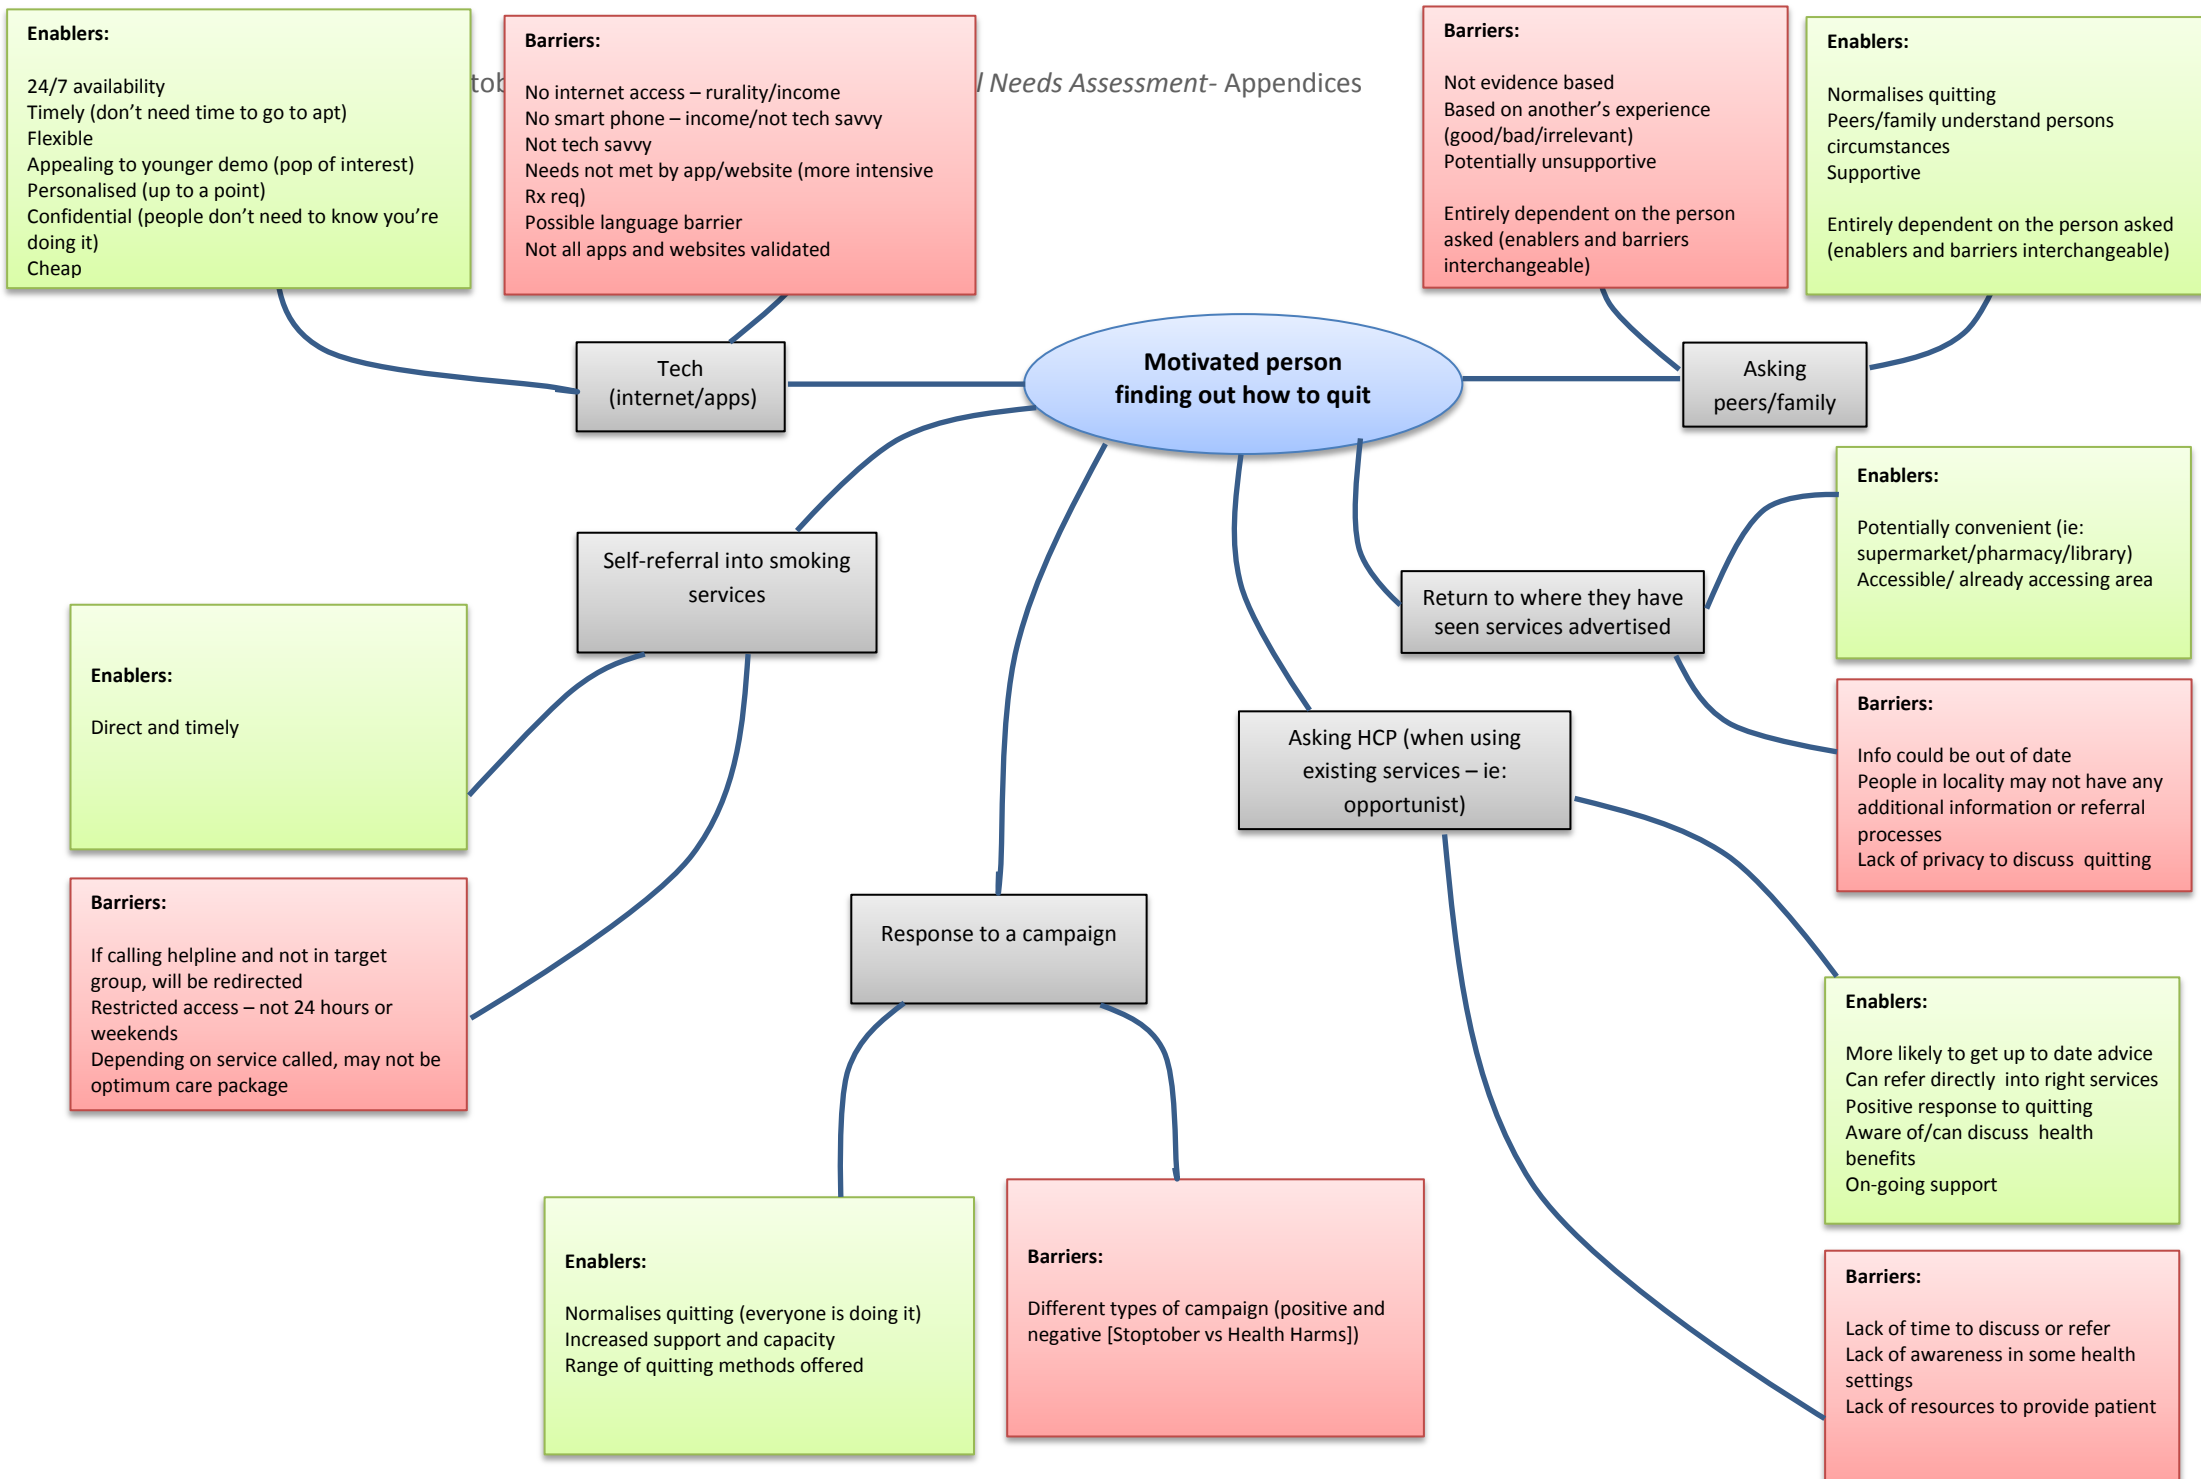 Enablers:
24/7 availability
Timely (don’t need time to go to apt)
Flexible
Appealing to younger demo (pop of interest)
Personalised (up to a point)
Confidential (people don’t need to know you’re
doing it)
Cheap
Barriers:
No internet access – rurality/income
No smart phone – income/not tech savvy
Not tech savvy
Needs not met by app/website (more intensive
Rx req)
Possible language barrier
Not all apps and websites validated
Needs Assessment- Appendices
Barriers:
Not evidence based
Based on another’s experience
(good/bad/irrelevant)
Potentially unsupportive
Entirely dependent on the person
asked (enablers and barriers
interchangeable)
Enablers:
Normalises quitting
Peers/family understand persons
circumstances
Supportive
Entirely dependent on the person asked
(enablers and barriers interchangeable)
Tech
(internet/apps)
Motivated person
finding out how to quit
Asking
peers/family
Self-referral into smoking
services
Return to where they have
seen services advertised
Enablers:
Potentially convenient (ie:
supermarket/pharmacy/library)
Accessible/ already accessing area
Enablers:
Direct and timely
Barriers:
Info could be out of date
People in locality may not have any
additional information or referral
processes
Lack of privacy to discuss  quitting
Asking HCP (when using
existing services – ie:
opportunist)
Barriers:
If calling helpline and not in target
group, will be redirected
Restricted access – not 24 hours or
weekends
Depending on service called, may not be
optimum care package
Response to a campaign
Enablers:
More likely to get up to date advice
Can refer directly  into right services
Positive response to quitting
Aware of/can discuss  health
benefits
On-going support
Enablers:
Normalises quitting (everyone is doing it)
Increased support and capacity
Range of quitting methods offered
Barriers:
Different types of campaign (positive and
negative [Stoptober vs Health Harms])
Barriers:
Lack of time to discuss or refer
Lack of awareness in some health
settings
Lack of resources to provide patient